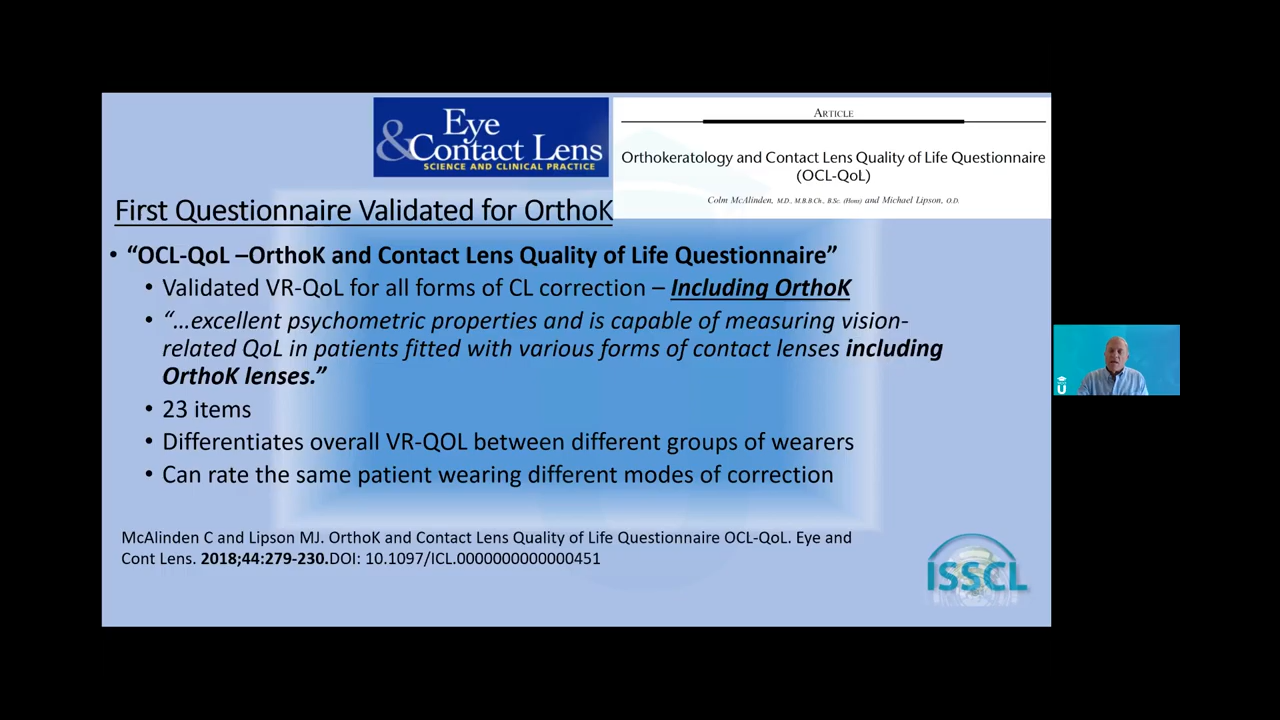 Eye
& Contact Lens
SCIENCE AND CLINICAL PRACTICE
ARTICLE
Orthokeratology and Contact Lens Quality of Life Questionnaire
(OCL-QoL)
Colm McAlinden, M.D., M.B.B.Ch., B.Sc. (Hons) and Michael Lipson, O.D.
First Questionnaire Validated for OrthoK
• “OCL-QoL –OrthoK and Contact Lens Quality of Life Questionnaire”
• Validated VR-QoL for all forms of CL correction – Including OrthoK
• “…excellent psychometric properties and is capable of measuring vision-
related QoL in patients fitted with various forms of contact lenses including
OrthoK lenses.”
• 23 items
• Differentiates overall VR-QOL between different groups of wearers
• Can rate the same patient wearing different modes of correction
McAlinden C and Lipson MJ. OrthoK and Contact Lens Quality of Life Questionnaire OCL-QoL. Eye and
Cont Lens. 2018;44:279-230.DOI: 10.1097/ICL.0000000000000451
ISSCL
U